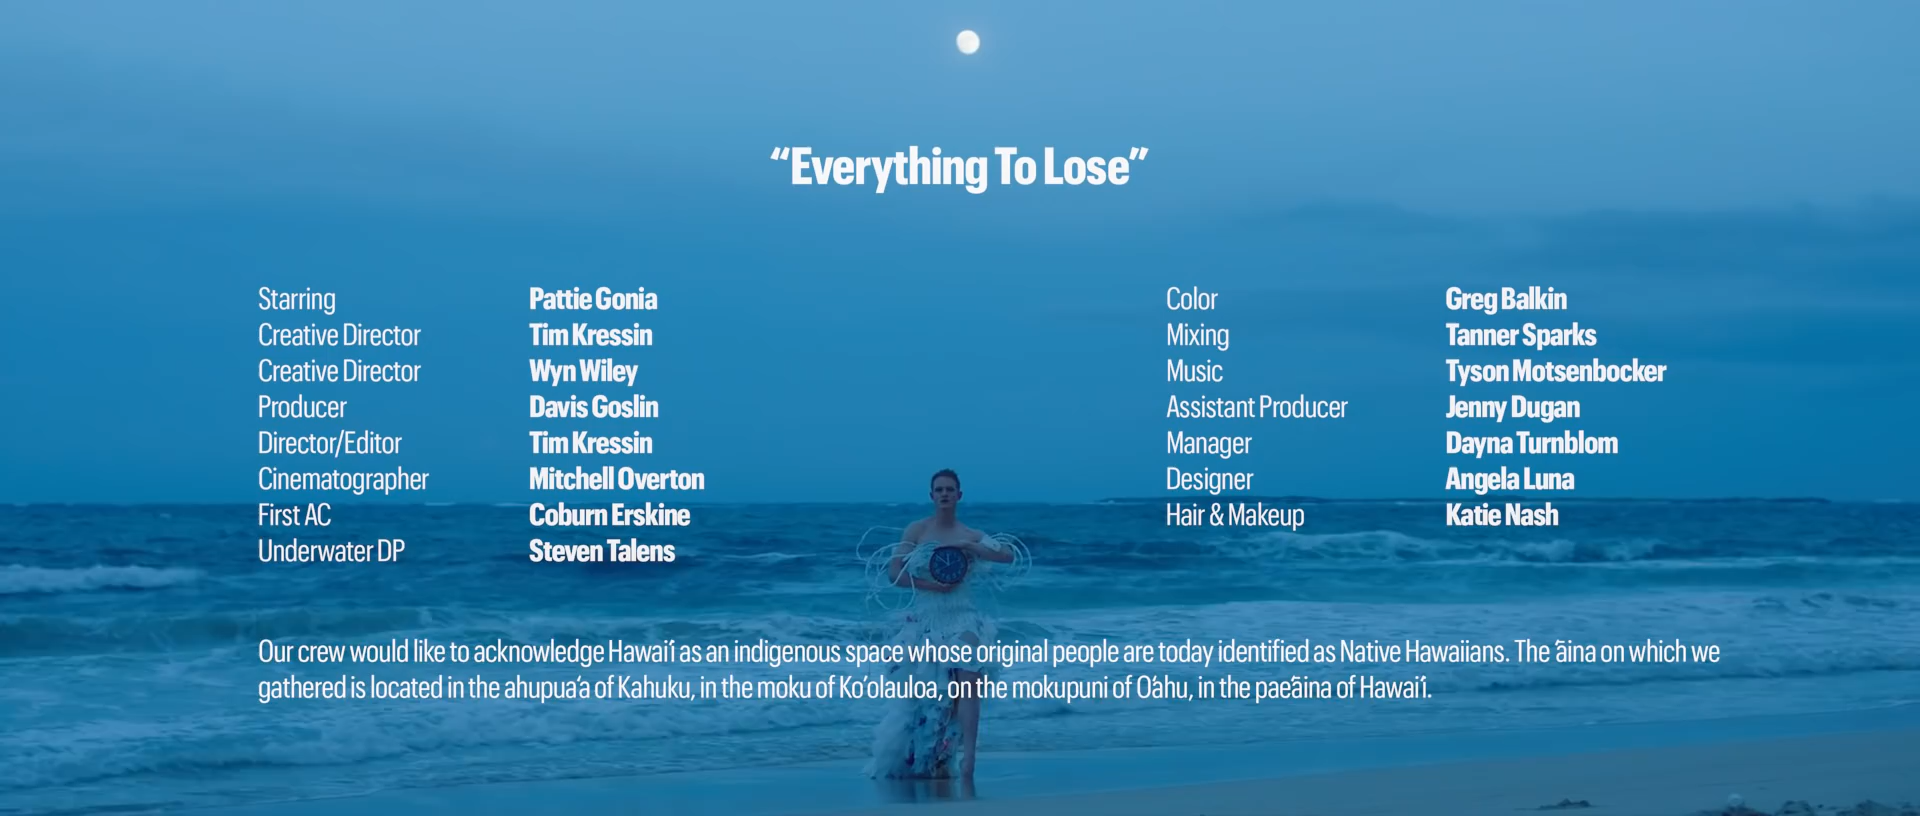 “Everything To Lose”
Starring Pattie Gonia
Creative Director Tim Kressin
Creative Director Wyn Wiley
Producer Davis Goslin
Director/Editor Tim Kressin
Cinematographer Mitchell Overton
First AC Coburn Erskine
Underwater DP Steven Talens
Color Greg Balkin
Mixing Tanner Sparks
Music Tyson Motsenbocker
Assistant Producer Jenny Dugan
Manager Dayna Turnblom
Designer Angela Luna
Hair & Makeup Katie Nash
Our crew would like to acknowledge Hawaiʻi as an indigenous space whose original people are today identified as Native Hawaiians. The ʻāina on which we
gathered is located in the ahupuaʻa of Kahuku, in the moku of Koʻolauloa, on the mokupuni of Oʻahu, in the paeʻāina of Hawaiʻi.